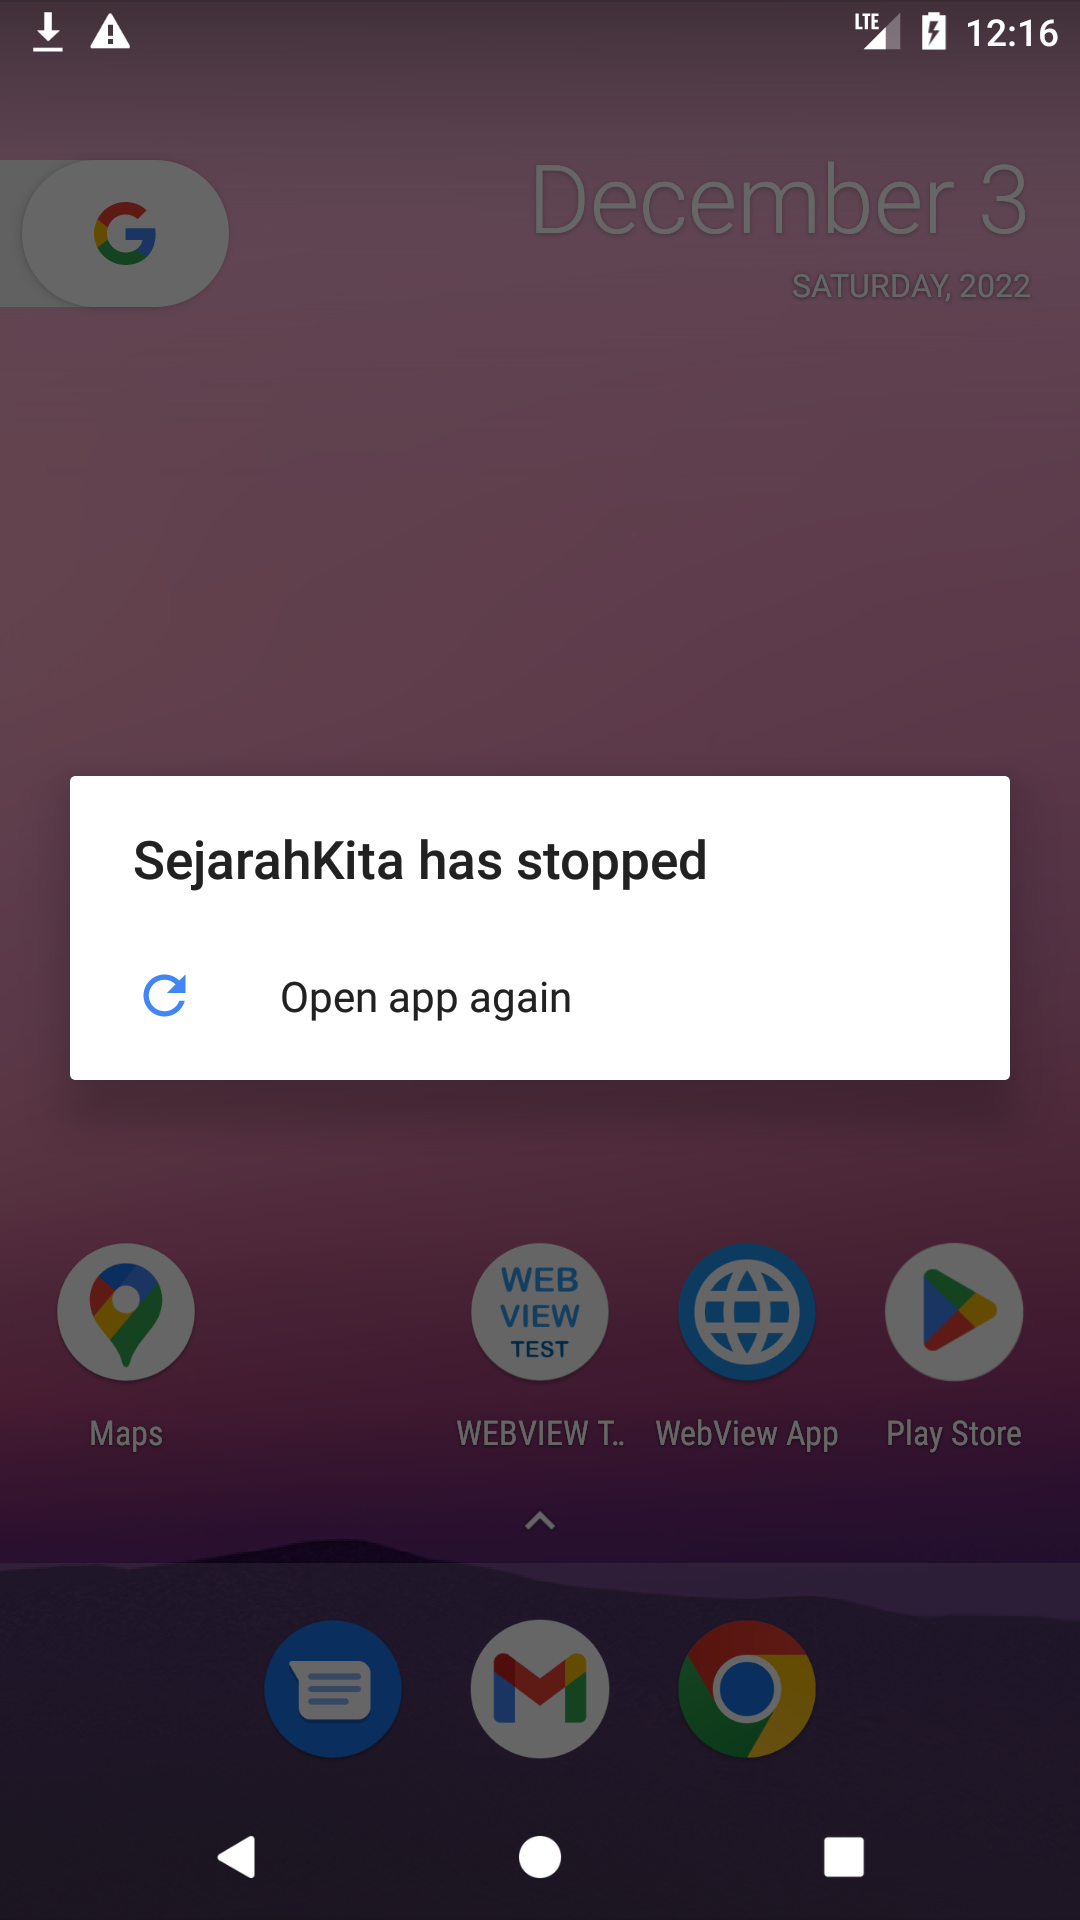 LTE 12:16
December 3
SATURDAY, 2022
SejarahKita has stopped
Open app again
WEB
VIEW
TEST
Maps WEBVIEW T.. WebView App Play Store